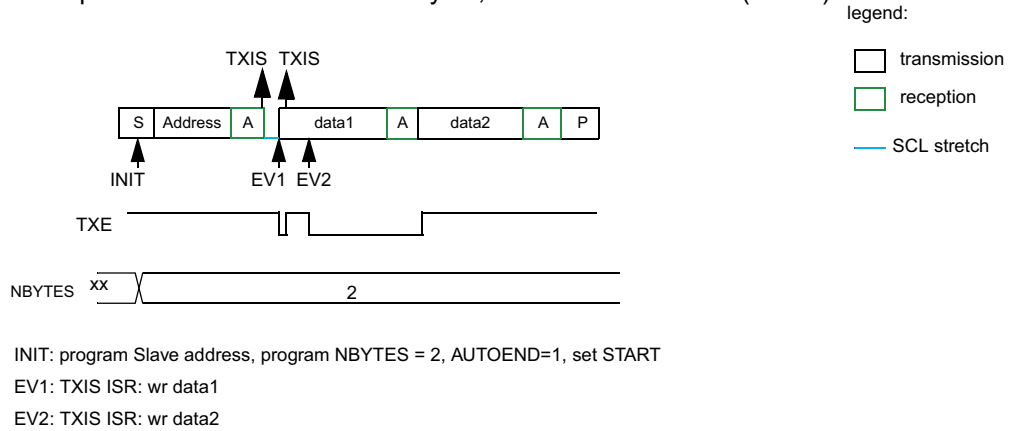 legend:
transmission
reception
SCL stretch
TXIS TXIS
S Address A data1 A data2 A P
INIT EV1 EV2
TXE
NBYTES xx 2
INIT: program Slave address, program NBYTES = 2, AUTOEND=1, set START
EV1: TXIS ISR: wr data1
EV2: TXIS ISR: wr data2